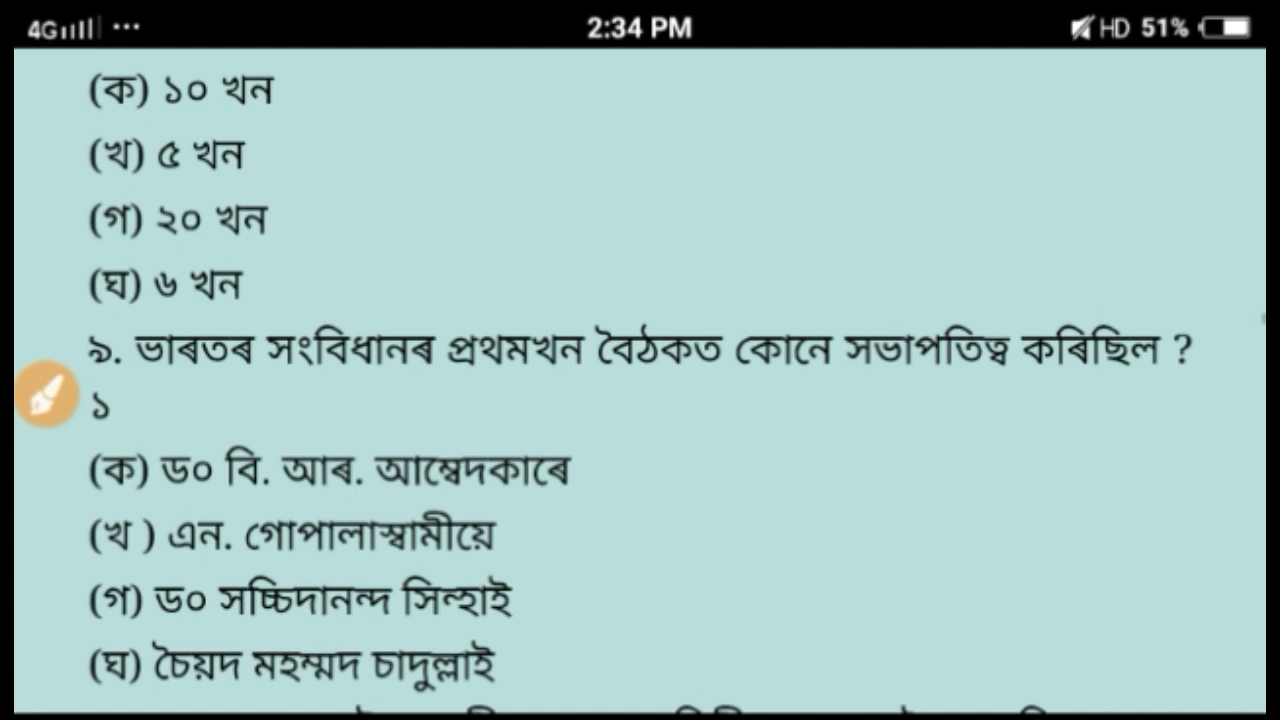 4G ... 2:34 PM HD 51%
(ক) ১০ খন
(খ) ৫ খন
(গ) ২০ খন
(ঘ) ৬ খন
৯. ভাৰতৰ সংবিধানৰ প্ৰথমখন বৈঠকত কোনে সভাপতিত্ব কৰিছিল ?
১
(ক) ড০ বি. আৰ. আম্বেদকাৰে
(খ ) এন. গোপালাস্বামীয়ে
(গ) ড০ সচ্চিদানন্দ সিন্হাই
(ঘ) চৈয়দ মহম্মদ চাদুল্লাই